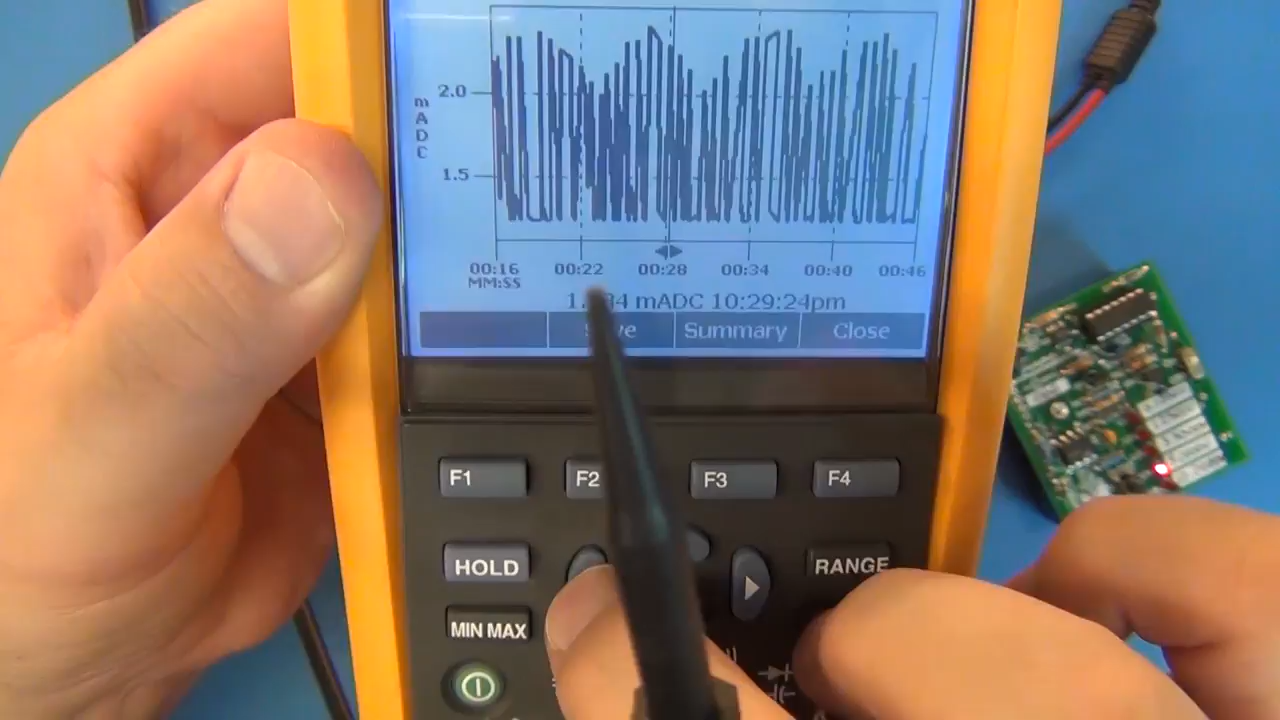 2.0
mADC
1.5
00:16 00:22 00:28 00:34 00:40 00:46
MM:SS
mADC 10:29:24pm
Summary Close
F1 F2 F3 F4
HOLD RANGE
MIN MAX